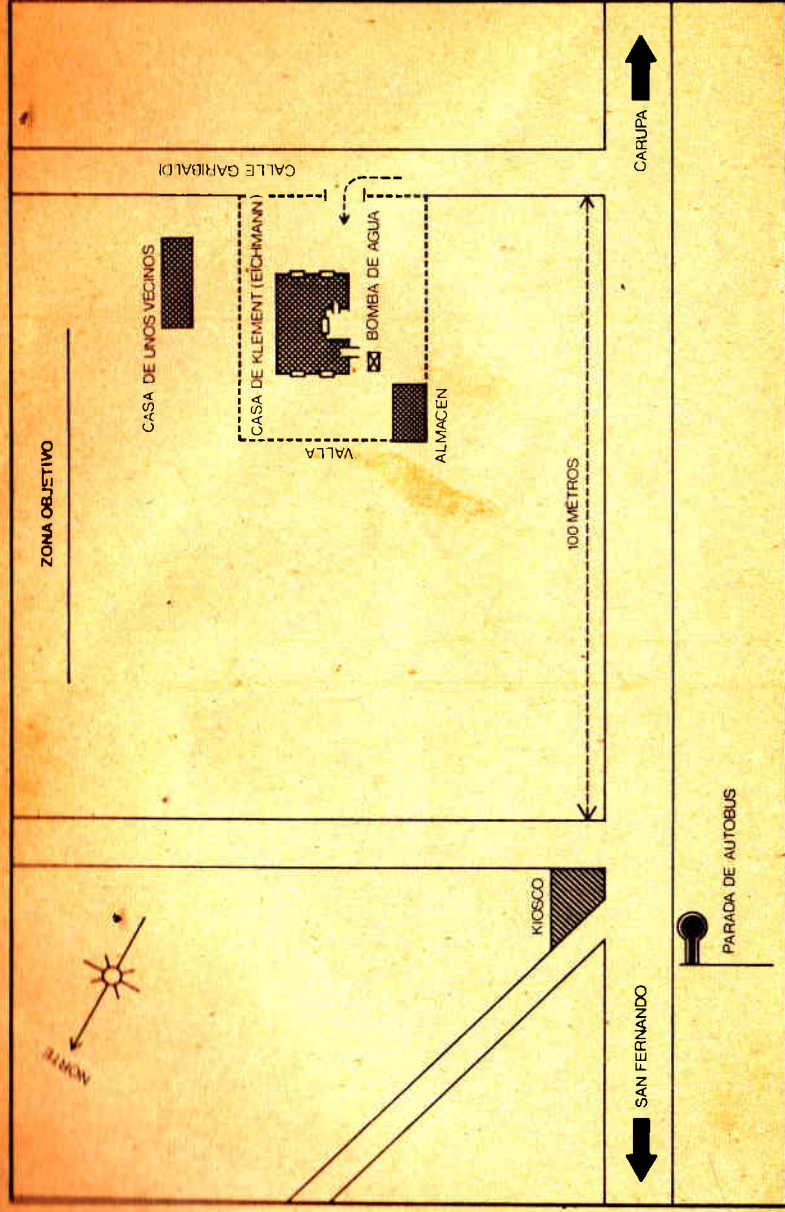 ZONA OBJETIVO
CASA DE UNOS VECINOS
CALLE GARIBALDI
CASA DE KLEMENT (EICHMANN)
BOMBA DE AGUA
VALLA
ALMACEN
100 METROS
NORTE
KIOSCO
SAN FERNANDO
CARUPA
PARADA DE AUTOBUS